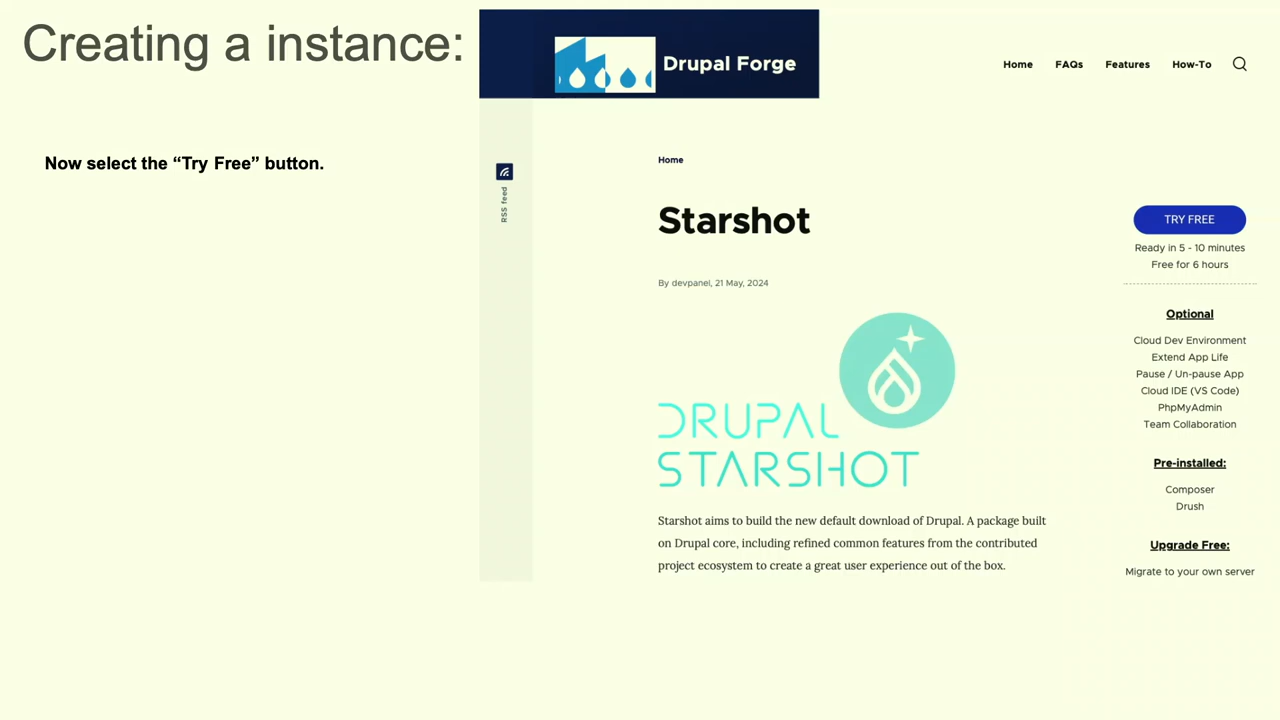 Creating a instance:
Now select the “Try Free” button.
Drupal Forge
Home
FAQs
Features
How-To
RSS feed
Home
Starshot
By devpanel, 21 May, 2024
DRUPAL
STARSHOT
Starshot aims to build the new default download of Drupal. A package built
on Drupal core, including refined common features from the contributed
project ecosystem to create a great user experience out of the box.
TRY FREE
Ready in 5 - 10 minutes
Free for 6 hours
Optional
Cloud Dev Environment
Extend App Life
Pause / Un-pause App
Cloud IDE (VS Code)
PhpMyAdmin
Team Collaboration
Pre-installed:
Composer
Drush
Upgrade Free:
Migrate to your own server